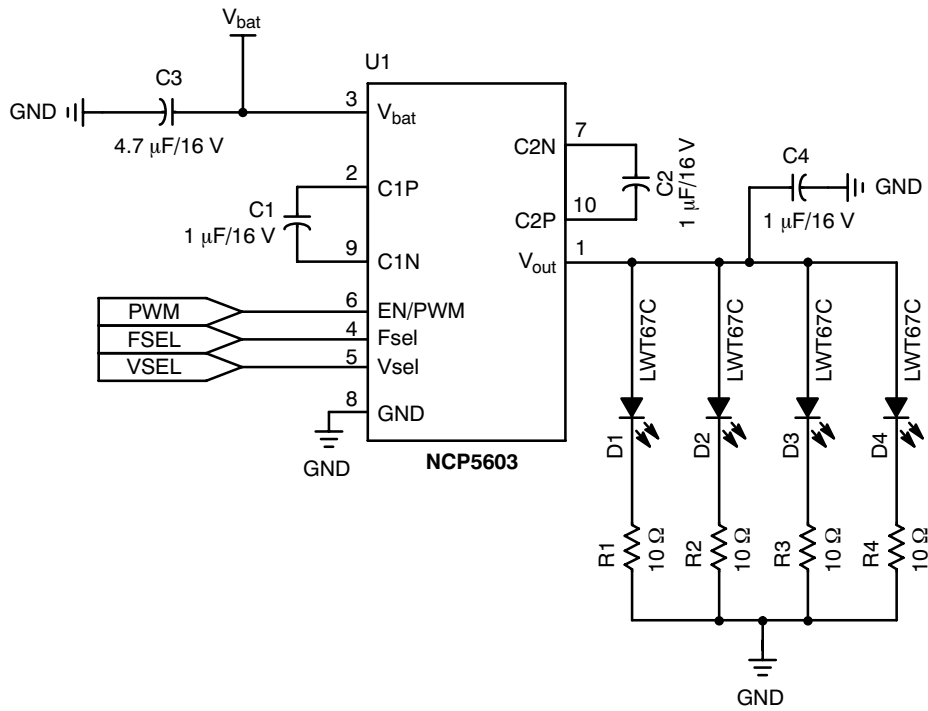 V_bat
U1
C3
GND
4.7 μF/16 V
3
V_bat
7
C2N
C2
1 μF/16 V
10
C2P
C4
GND
1 μF/16 V
2
C1P
C1
1 μF/16 V
9
C1N
1
V_out
PWM
6
EN/PWM
FSEL
4
Fsel
VSEL
5
Vsel
8
GND
GND
NCP5603
LWT67C
LWT67C
LWT67C
LWT67C
D1
D2
D3
D4
R1
10 Ω
R2
10 Ω
R3
10 Ω
R4
10 Ω
GND